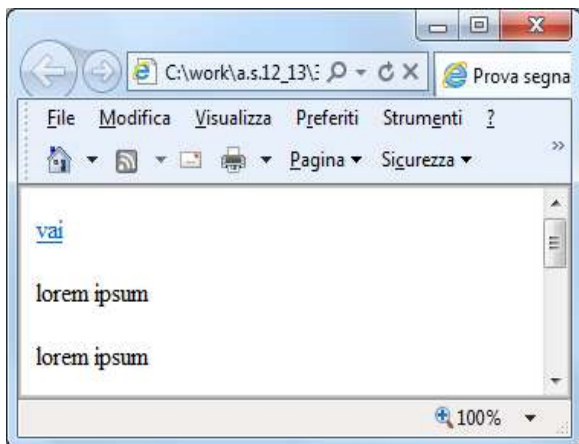 C:\work\a.s.12_13\
Prova segna
File Modifica Visualizza Preferiti Strumenti ?
Pagina Sicurezza »
vai
lorem ipsum
lorem ipsum
100%